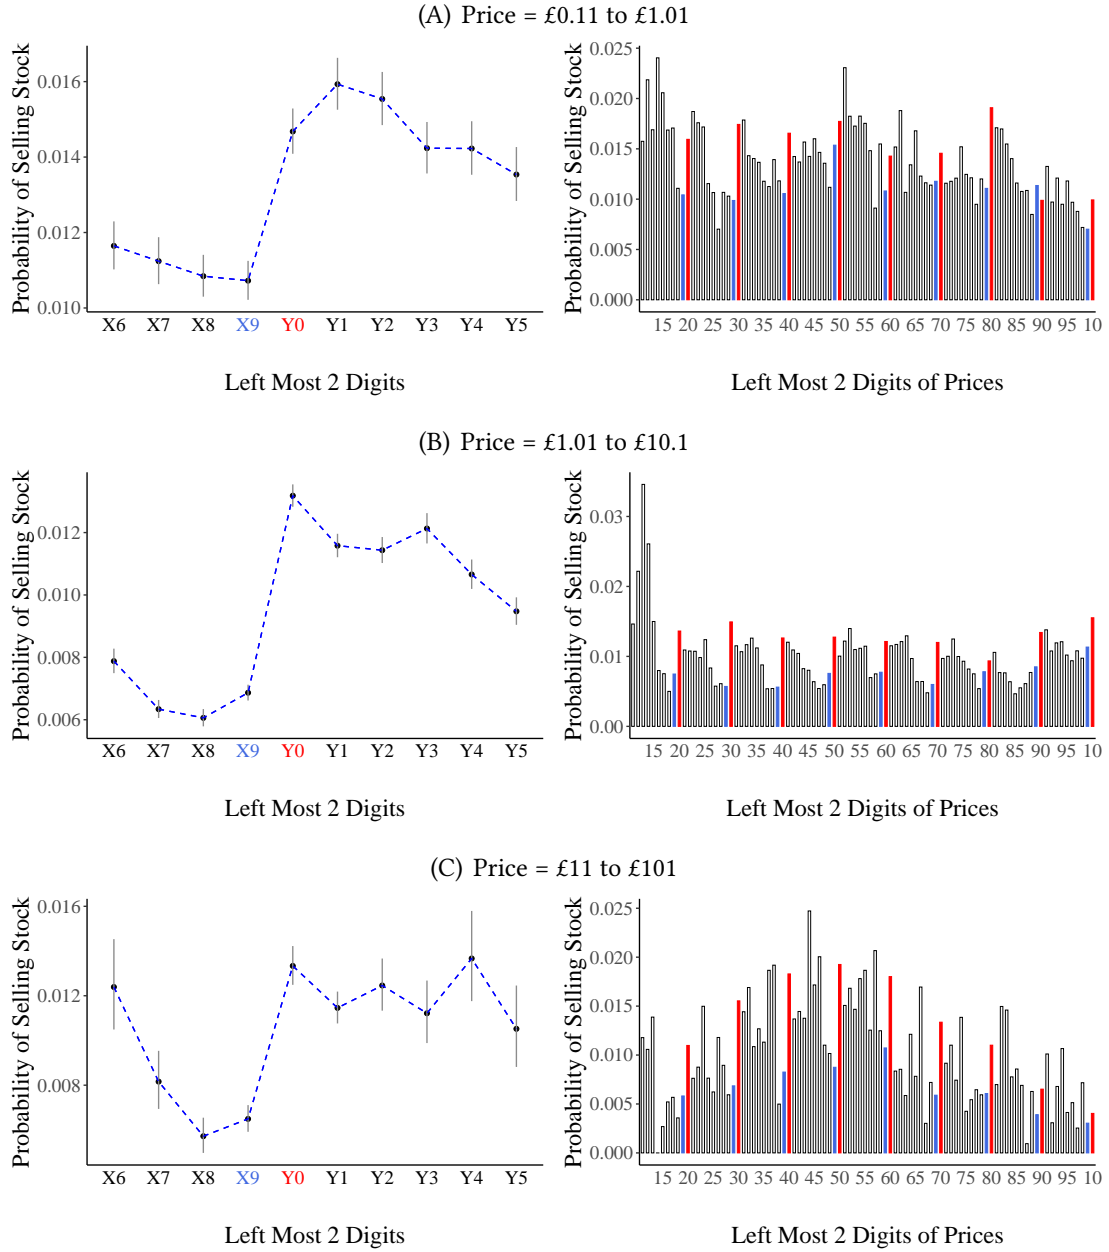 (A) Price = £0.11 to £1.01
Probability of Selling Stock
0.016
0.014
0.012
0.010
X6 X7 X8 X9 Y0 Y1 Y2 Y3 Y4 Y5
Left Most 2 Digits
Probability of Selling Stock
0.025
0.020
0.015
0.010
0.005
0.000
15 20 25 30 35 40 45 50 55 60 65 70 75 80 85 90 95 10
Left Most 2 Digits of Prices
(B) Price = £1.01 to £10.1
Probability of Selling Stock
0.012
0.010
0.008
0.006
X6 X7 X8 X9 Y0 Y1 Y2 Y3 Y4 Y5
Left Most 2 Digits
Probability of Selling Stock
0.03
0.02
0.01
0.00
15 20 25 30 35 40 45 50 55 60 65 70 75 80 85 90 95 10
Left Most 2 Digits of Prices
(C) Price = £11 to £101
Probability of Selling Stock
0.016
0.012
0.008
X6 X7 X8 X9 Y0 Y1 Y2 Y3 Y4 Y5
Left Most 2 Digits
Probability of Selling Stock
0.025
0.020
0.015
0.010
0.005
0.000
15 20 25 30 35 40 45 50 55 60 65 70 75 80 85 90 95 10
Left Most 2 Digits of Prices